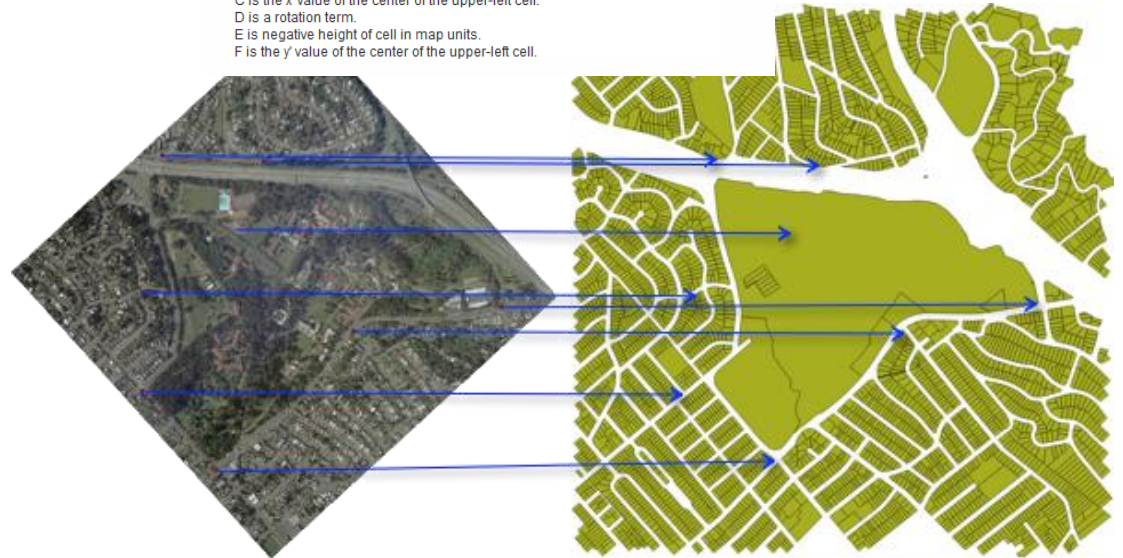 C is the x value of the center of the upper-left cell.
D is a rotation term.
E is negative height of cell in map units.
F is the y' value of the center of the upper-left cell.